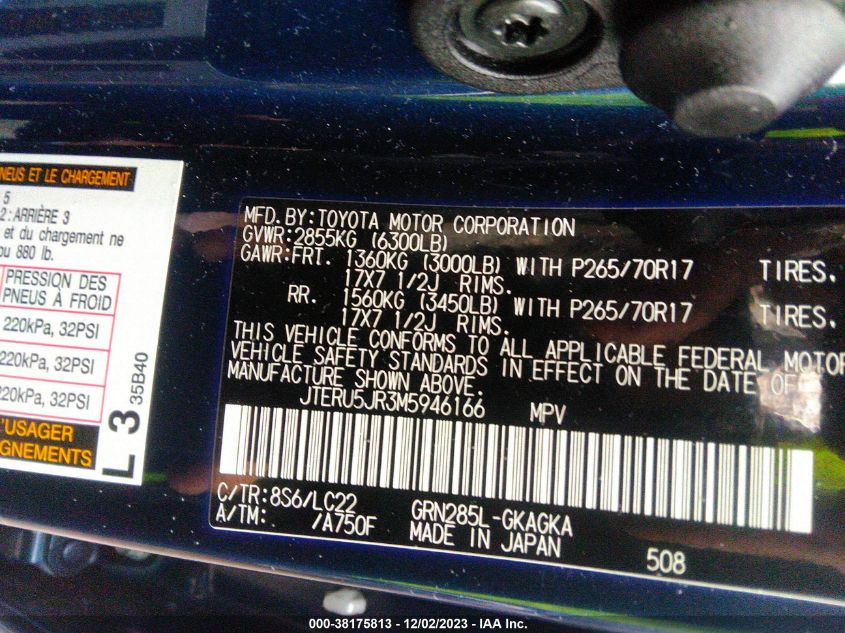 NEUS ET LE CHARGEMENT
5
2: ARRIÈRE 3
et du chargement ne
ou 880 lb.
PRESSION DES
PNEUS À FROID
220kPa, 32PSI
220kPa, 32PSI
220kPa, 32PSI
L'USAGER
GNEMENTS
L 3 35B40
MFD. BY: TOYOTA MOTOR CORPORATION
GVWR: 2855KG (6300LB)
GAWR: FRT. 1360KG (3000LB) WITH P265/70R17 TIRES.
17X7 1/2J RIMS.
RR. 1560KG (3450LB) WITH P265/70R17 TIRES.
17X7 1/2J RIMS.
THIS VEHICLE CONFORMS TO ALL APPLICABLE FEDERAL MOTOR
VEHICLE SAFETY STANDARDS IN EFFECT ON THE DATE OF
MANUFACTURE SHOWN ABOVE.
JTERU5JR3M5946166 MPV
C/TR: 8S6/LC22 GRN285L-GKAGKA
A/TM: /A750F MADE IN JAPAN
508
000-38175813 - 12/02/2023 - IAA Inc.